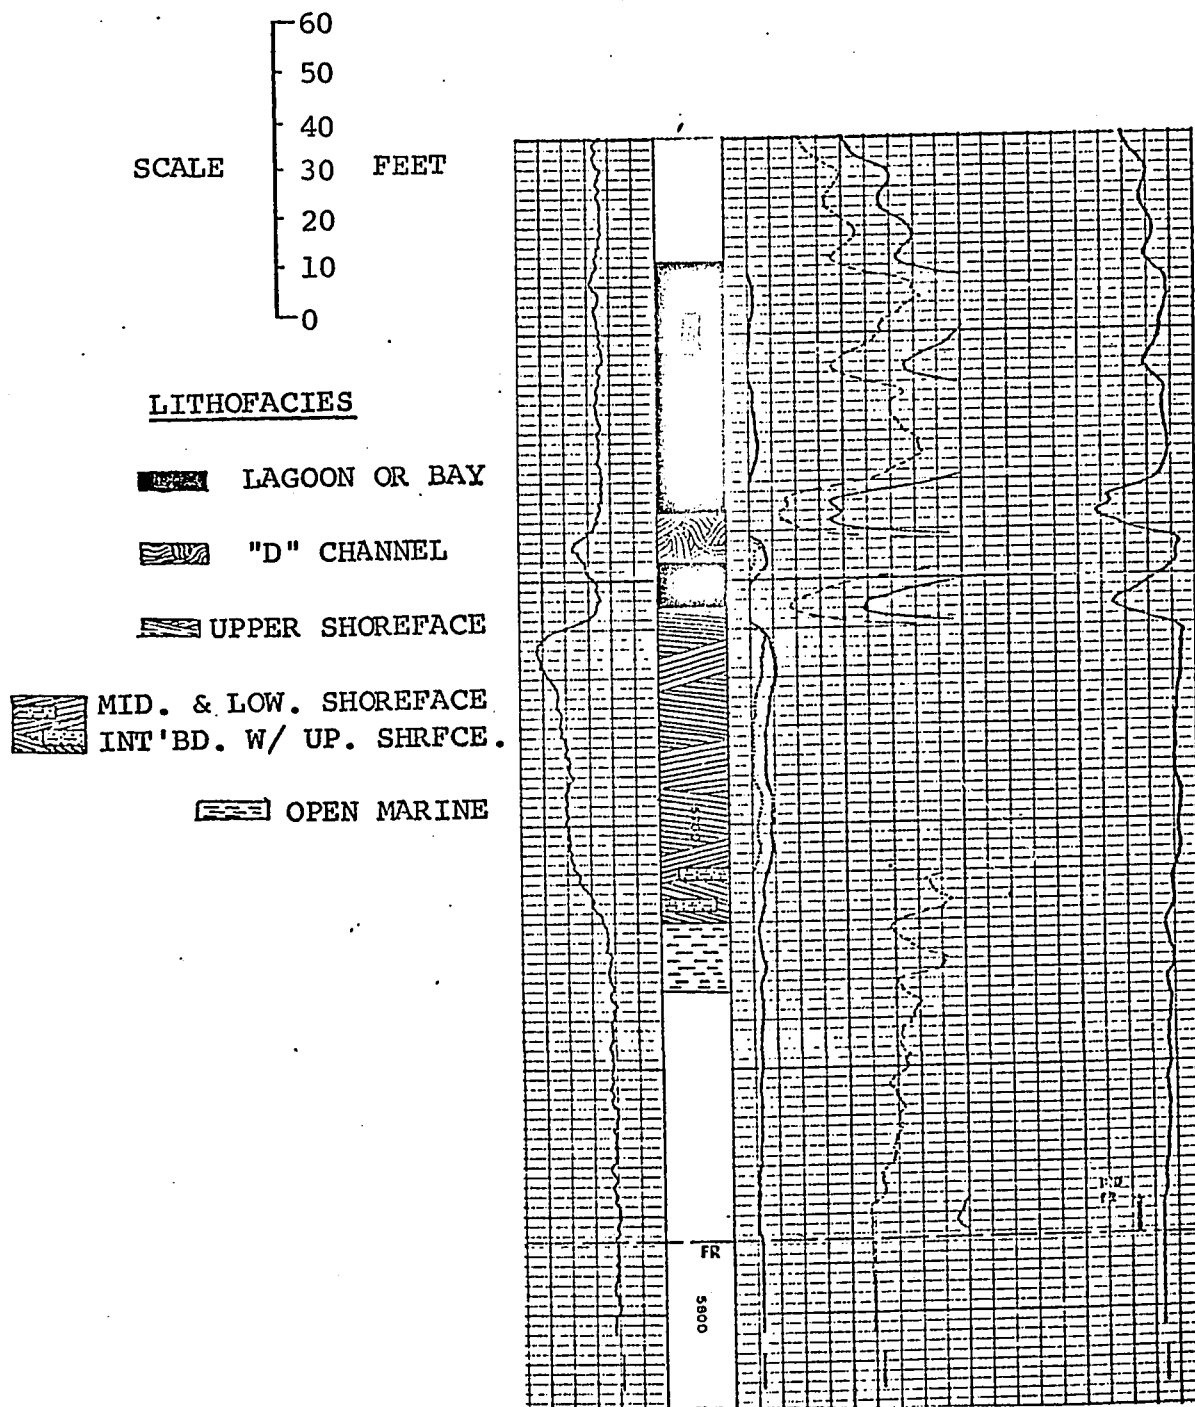 60
50
40
SCALE 30 FEET
20
10
0
LITHOFACIES
LAGOON OR BAY
"D" CHANNEL
UPPER SHOREFACE
MID. & LOW. SHOREFACE
INT'BD. W/ UP. SHRFCE.
OPEN MARINE
FR
5800